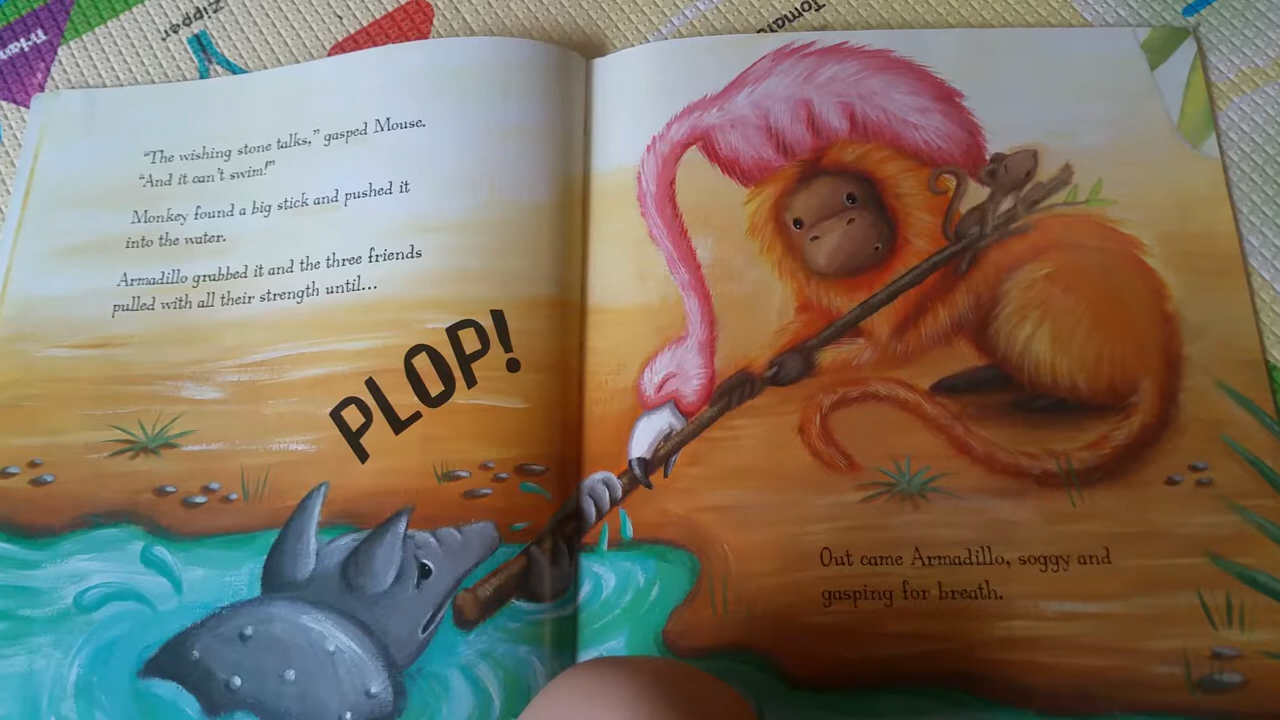 Zipper
Tomato
"The wishing stone talks," gasped Mouse.
"And it can't swim!"
Monkey found a big stick and pushed it
into the water.
Armadillo grabbed it and the three friends
pulled with all their strength until...
PLOP!
Out came Armadillo, soggy and
gasping for breath.